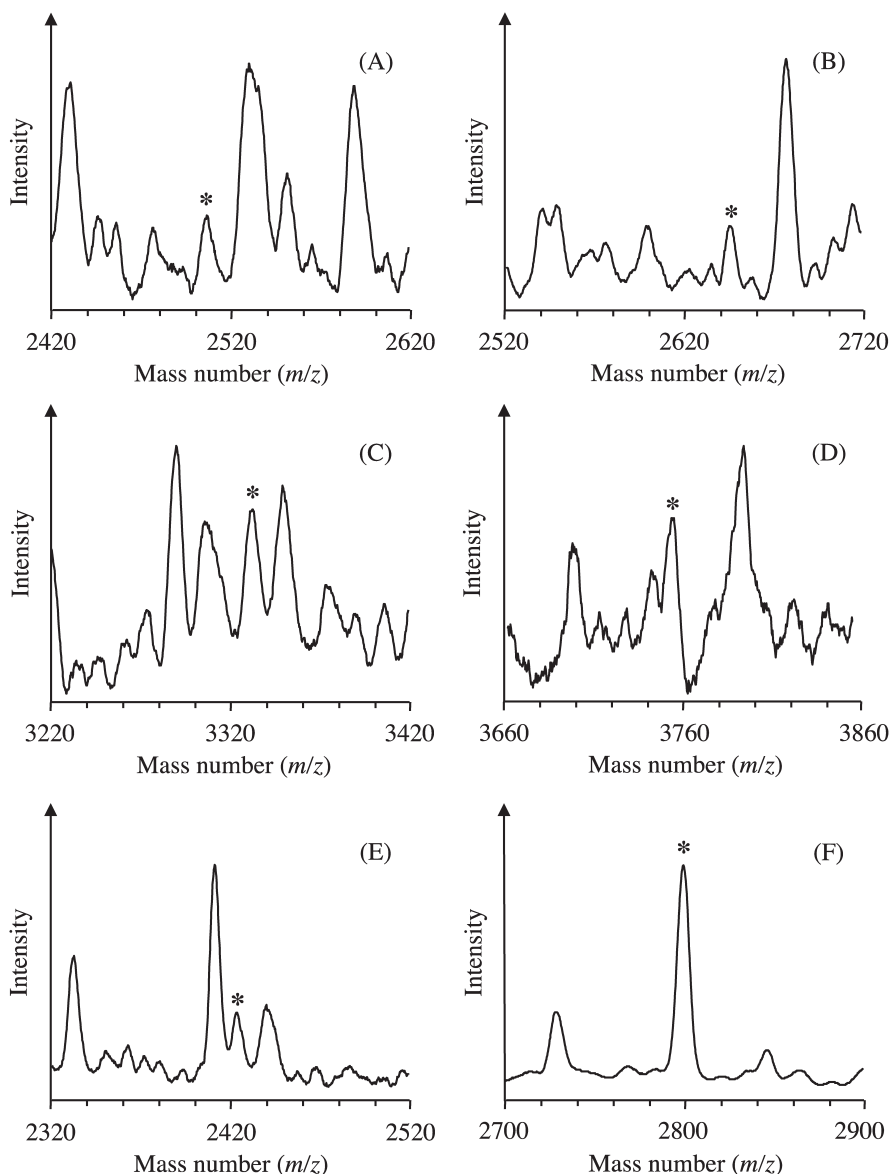 (A)
*
Intensity
2420 2520 2620
Mass number (m/z)
(B)
*
Intensity
2520 2620 2720
Mass number (m/z)
(C)
*
Intensity
3220 3320 3420
Mass number (m/z)
(D)
*
Intensity
3660 3760 3860
Mass number (m/z)
(E)
*
Intensity
2320 2420 2520
Mass number (m/z)
(F)
*
Intensity
2700 2800 2900
Mass number (m/z)